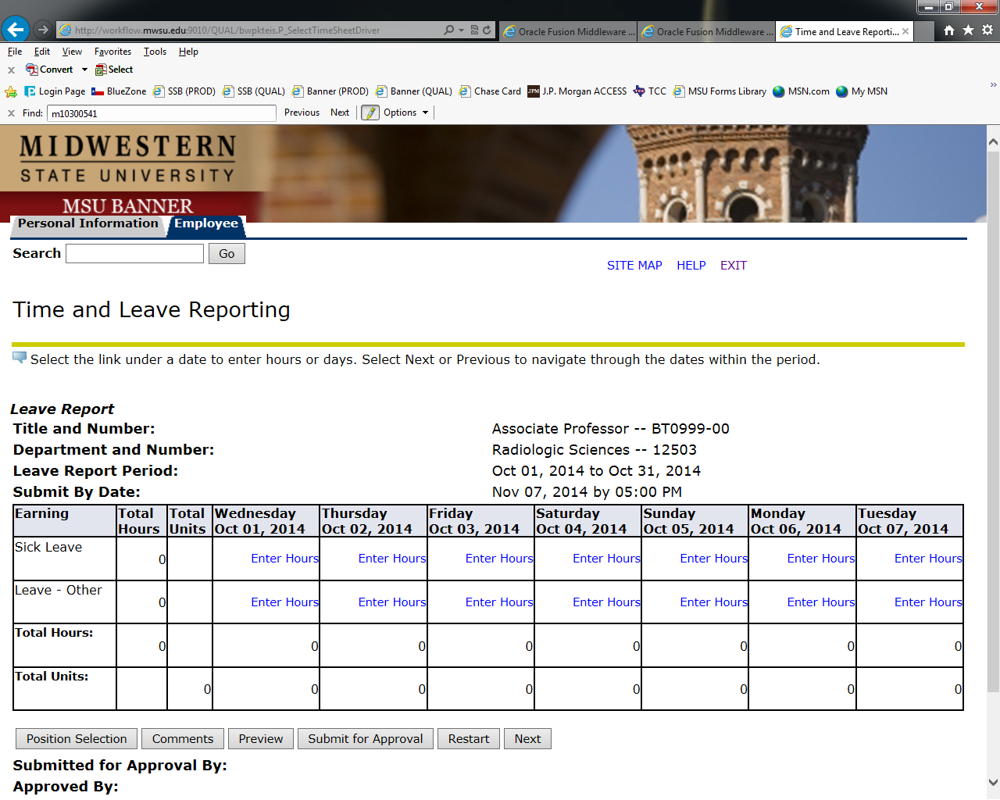 http://workflow.mwsu.edu:9010/QUAL/bwpkteis.P_SelectTimeSheetDriver
Oracle Fusion Middleware ...
Oracle Fusion Middleware ...
Time and Leave Reporti...
File Edit View Favorites Tools Help
x Convert Select
Login Page BlueZone SSB (PROD) SSB (QUAL) Banner (PROD) Banner (QUAL) Chase Card JPM J.P. Morgan ACCESS TCC MSU Forms Library MSN.com My MSN »
x Find: m10300541 Previous Next Options
MIDWESTERN
STATE UNIVERSITY
MSU BANNER
Personal Information Employee
Search Go
SITE MAP HELP EXIT
Time and Leave Reporting
Select the link under a date to enter hours or days. Select Next or Previous to navigate through the dates within the period.
Leave Report
Title and Number: Associate Professor -- BT0999-00
Department and Number: Radiologic Sciences -- 12503
Leave Report Period: Oct 01, 2014 to Oct 31, 2014
Submit By Date: Nov 07, 2014 by 05:00 PM
Earning Total Total Wednesday Thursday Friday Saturday Sunday Monday Tuesday
Hours Units Oct 01, 2014 Oct 02, 2014 Oct 03, 2014 Oct 04, 2014 Oct 05, 2014 Oct 06, 2014 Oct 07, 2014
Sick Leave 0 Enter Hours Enter Hours Enter Hours Enter Hours Enter Hours Enter Hours Enter Hours
Leave - Other 0 Enter Hours Enter Hours Enter Hours Enter Hours Enter Hours Enter Hours Enter Hours
Total Hours: 0 0 0 0 0 0 0 0
Total Units: 0 0 0 0 0 0 0 0
Position Selection Comments Preview Submit for Approval Restart Next
Submitted for Approval By:
Approved By: